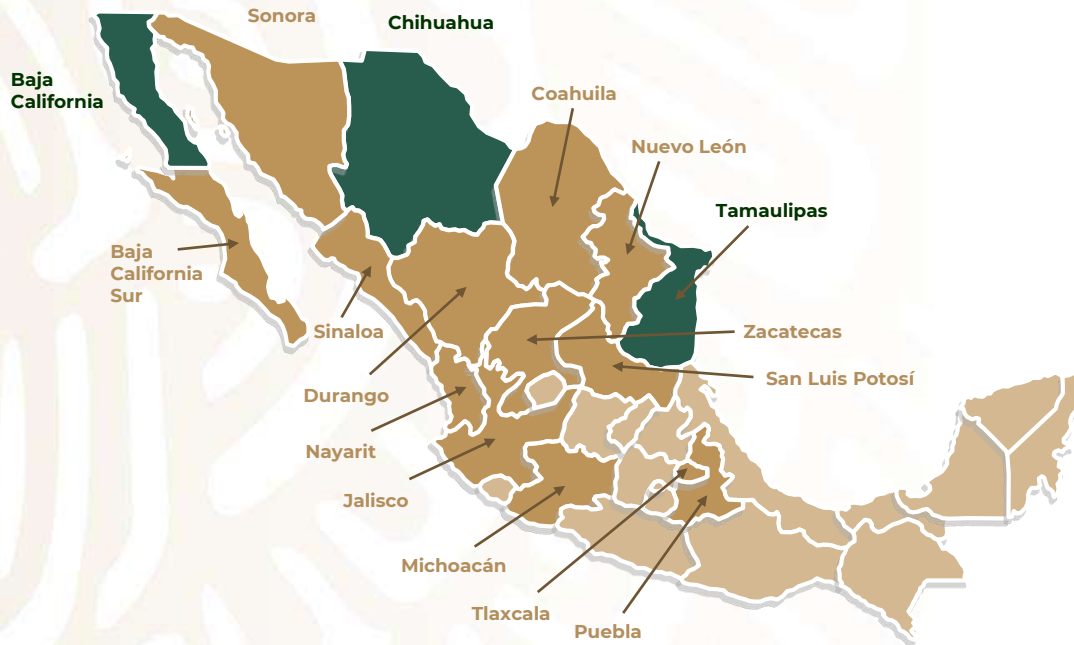 Sonora
Chihuahua
Baja
California
Coahuila
Nuevo León
Tamaulipas
Baja
California
Sur
Sinaloa
Zacatecas
San Luis Potosí
Durango
Nayarit
Jalisco
Michoacán
Tlaxcala
Puebla